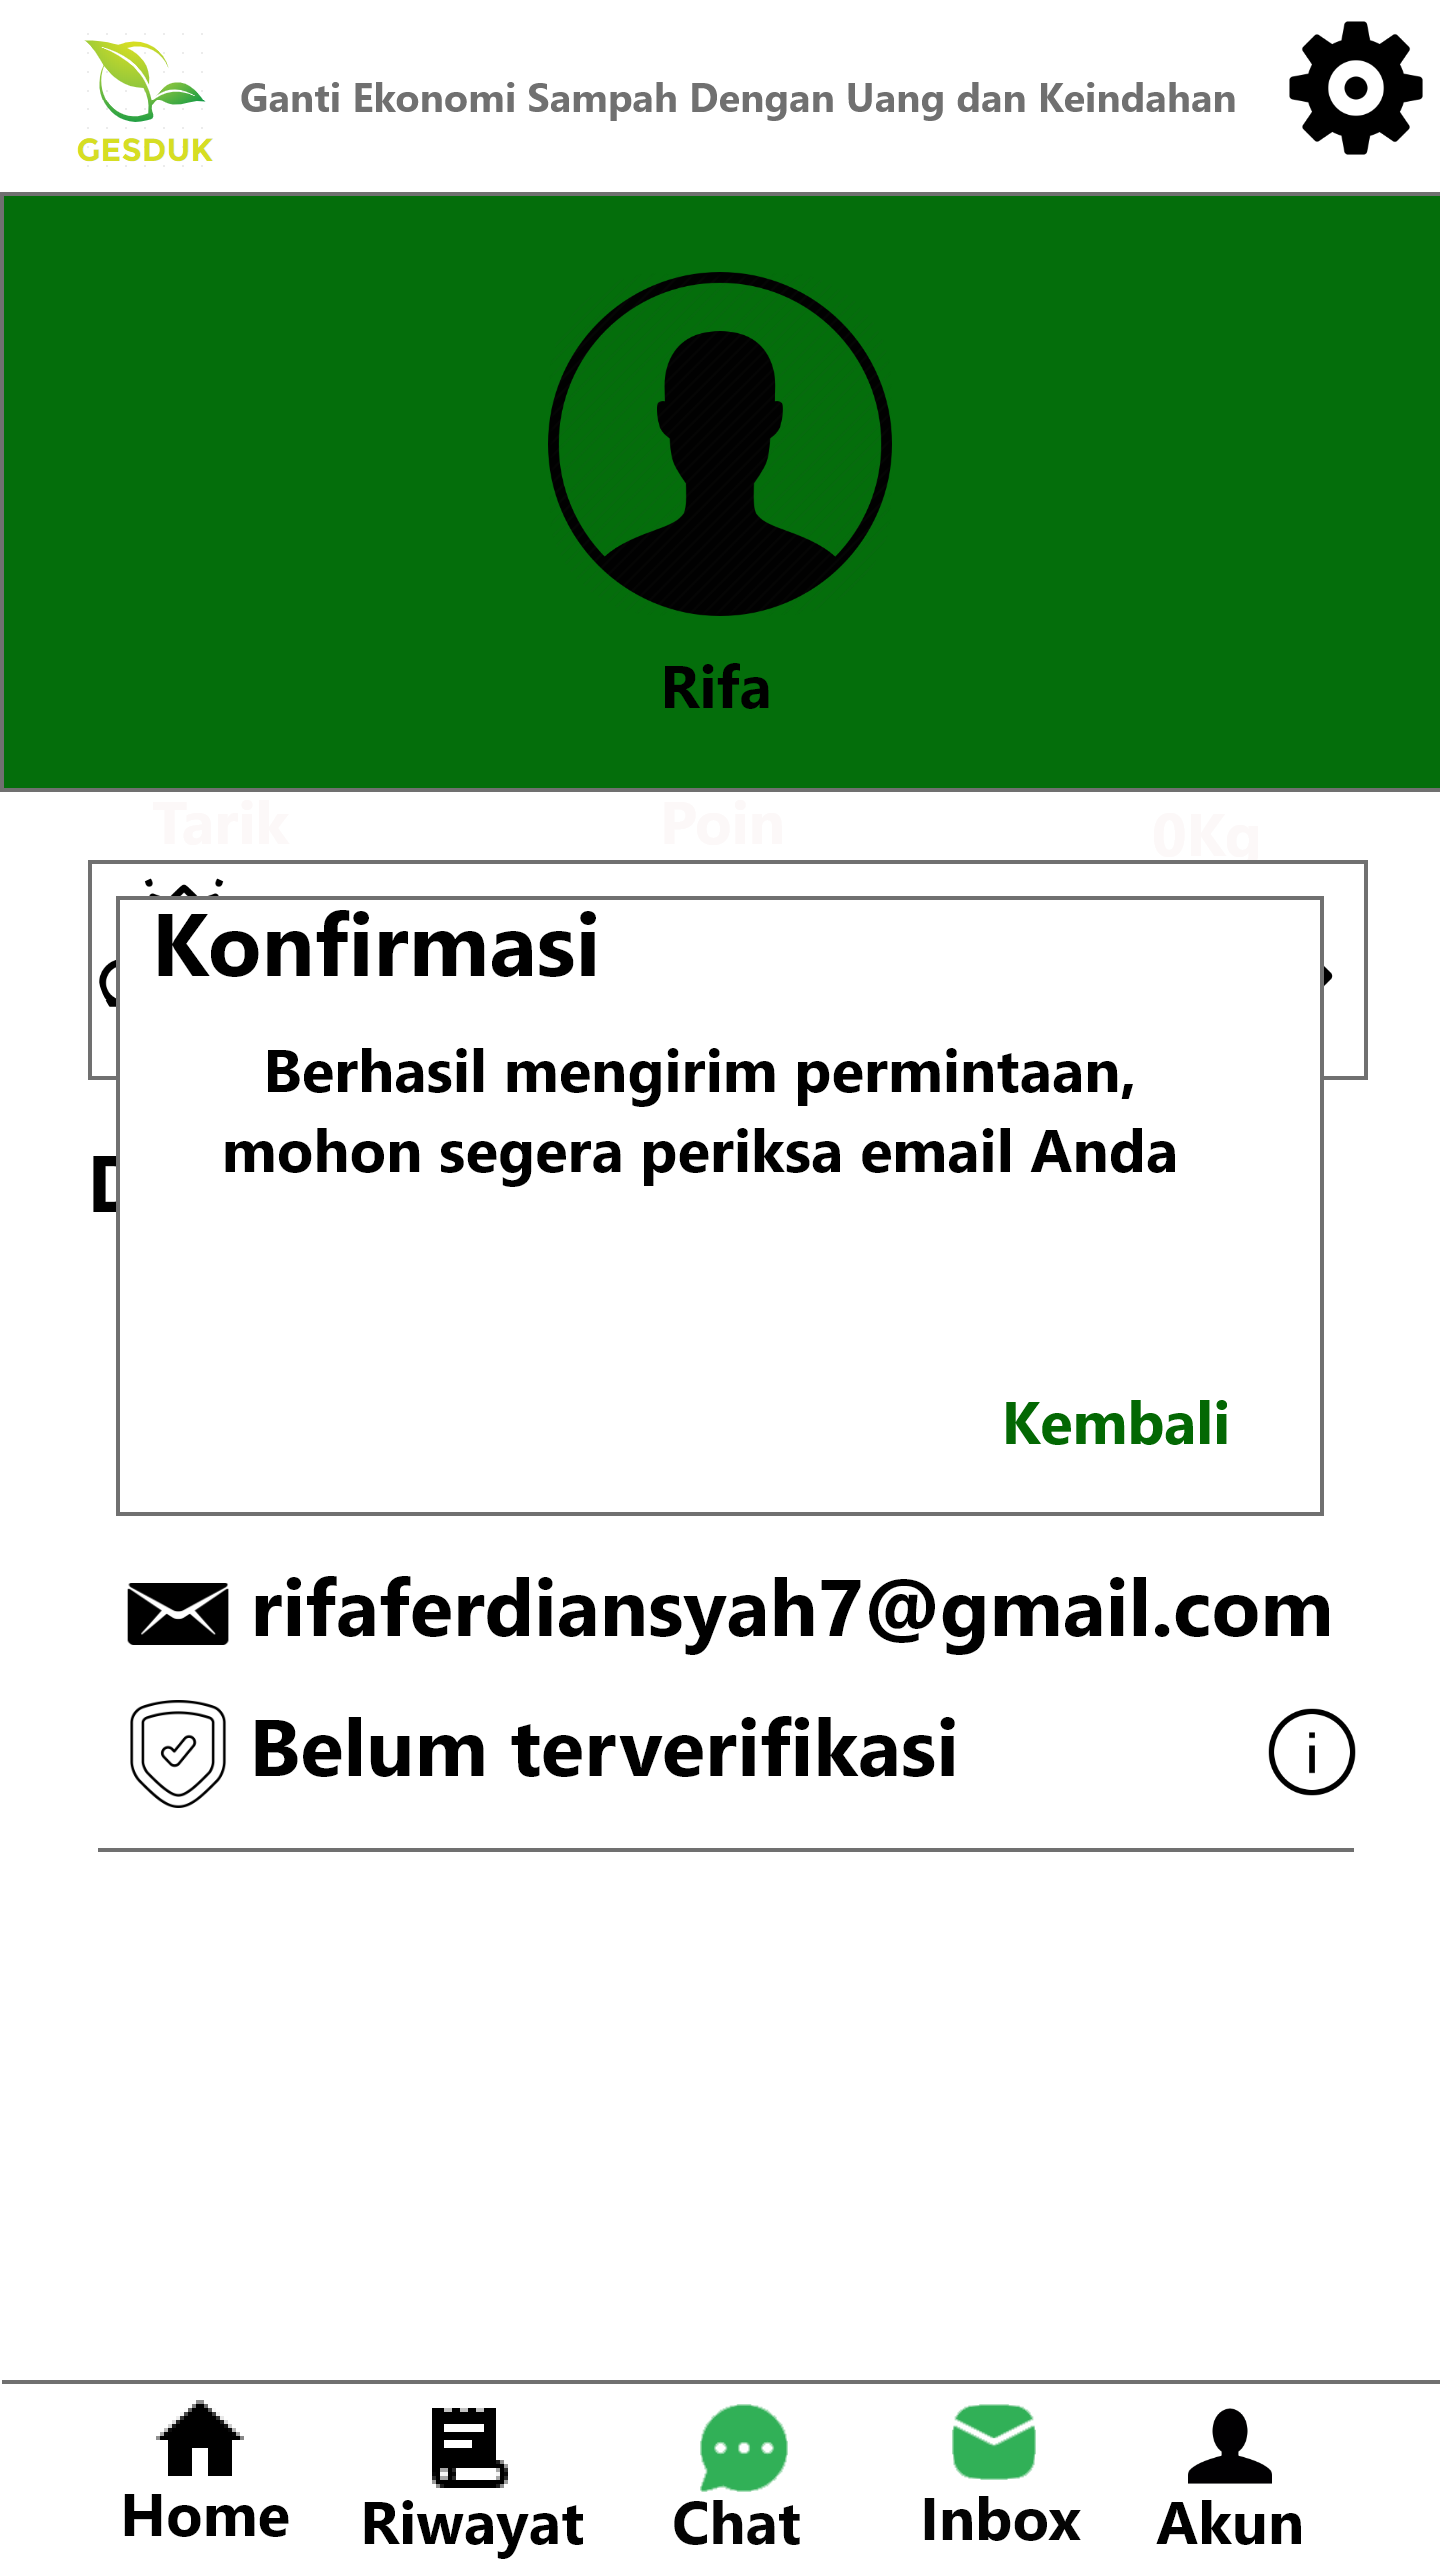 GESDUK
Ganti Ekonomi Sampah Dengan Uang dan Keindahan
Rifa
Tarik
Poin
0Kg
Konfirmasi
Berhasil mengirim permintaan,
mohon segera periksa email Anda
Kembali
rifaferdiansyah7@gmail.com
Belum terverifikasi
Home
Riwayat
Chat
Inbox
Akun